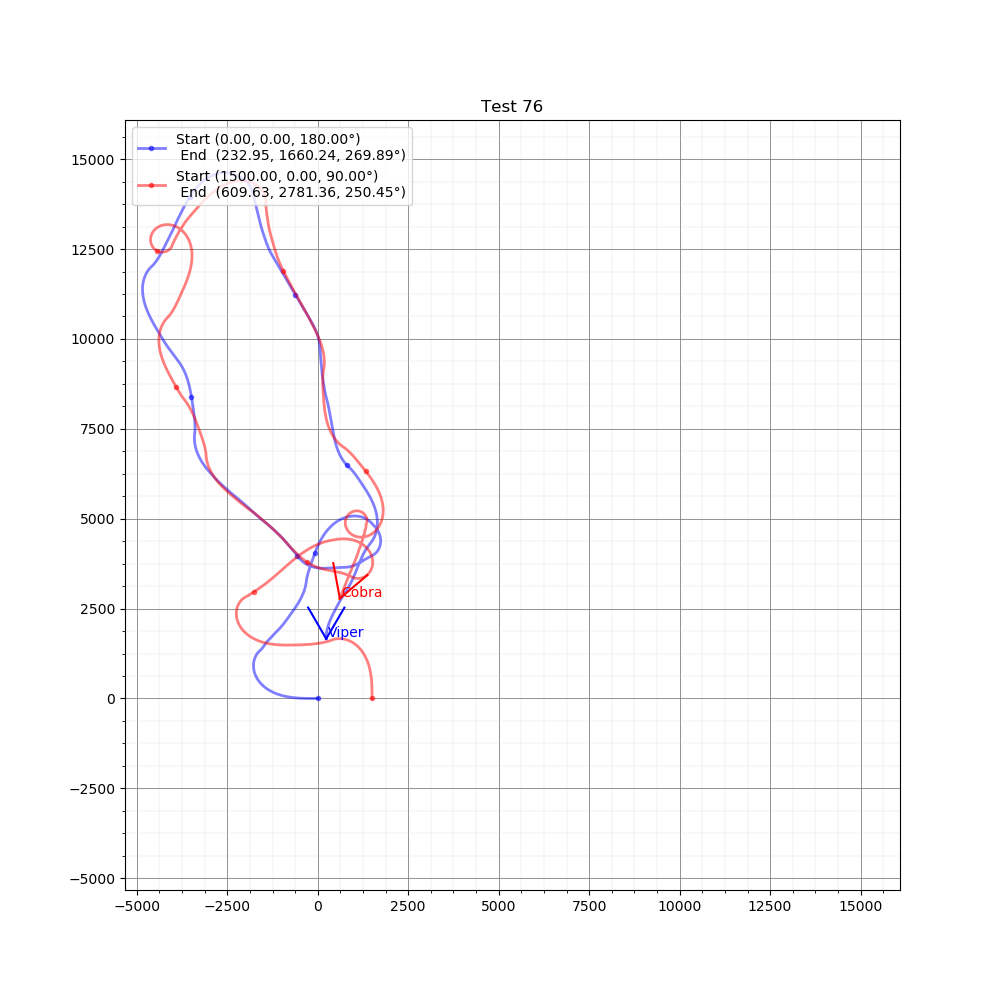 Test 76
Start (0.00, 0.00, 180.00°)
End  (232.95, 1660.24, 269.89°)
Start (1500.00, 0.00, 90.00°)
End  (609.63, 2781.36, 250.45°)
15000
12500
10000
7500
5000
2500
0
−2500
−5000
Cobra
Viper
−5000 −2500 0 2500 5000 7500 10000 12500 15000